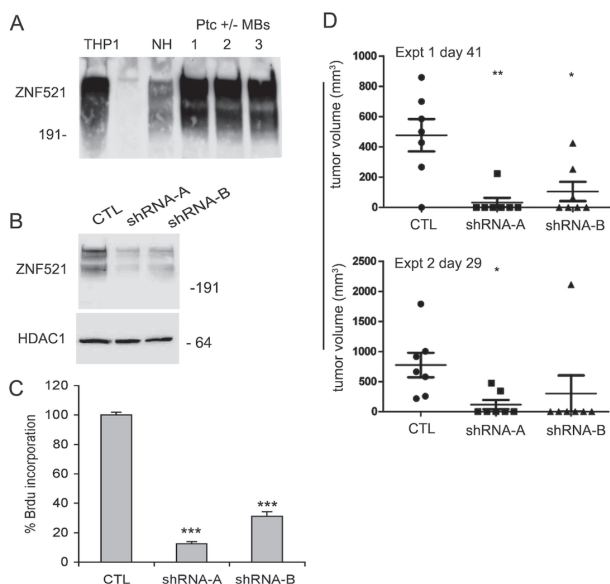 A
Ptc +/- MBs
THP1 NH 1 2 3
ZNF521
191-
B
CTL shRNA-A shRNA-B
ZNF521
-191
HDAC1
- 64
C
% Brdu incorporation
120
100
80
60
40
20
0
***
***
CTL shRNA-A shRNA-B
D
Expt 1 day 41
tumor volume (mm³)
1000
800
600
400
200
0
**
*
CTL shRNA-A shRNA-B
Expt 2 day 29
tumor volume (mm³)
2500
2000
1500
1000
500
0
*
CTL shRNA-A shRNA-B